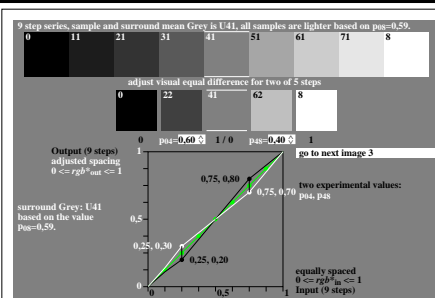 9 step series, sample and surround mean Grey is U41, all samples are lighter based on p08=0,59.
0 11 21 31 41 51 61 71 8
adjust visual equal difference for two of 5 steps
0 22 41 62 8
0 p04=0,60 1 / 0 p48=0,40 1
Output (9 steps)
adjusted spacing
0 <= rgb*out <= 1
1
go to next image 3
0,75, 0,80
0,75, 0,70
two experimental values:
p04, p48
surround Grey: U41
based on the value
p08=0,59.
0,5
0,25, 0,30
0,25, 0,20
equally spaced
0 <= rgb*in <= 1
Input (9 steps)
0
0 0,5 1